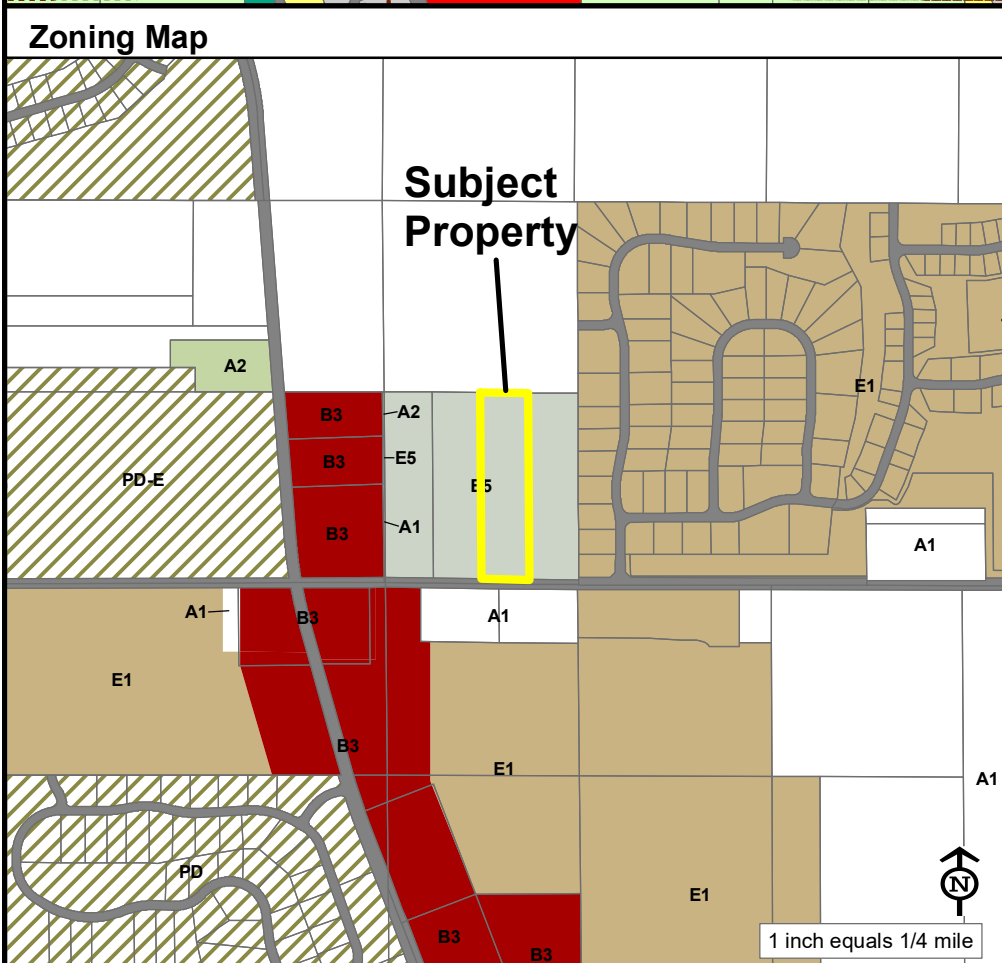 Zoning Map
Subject
Property
A2
E1
B3
A2
B3
E5
PD-E
E5
B3
A1
A1
A1
B3
A1
E1
B3
E1
A1
PD
E1
N
B3
B3
1 inch equals 1/4 mile